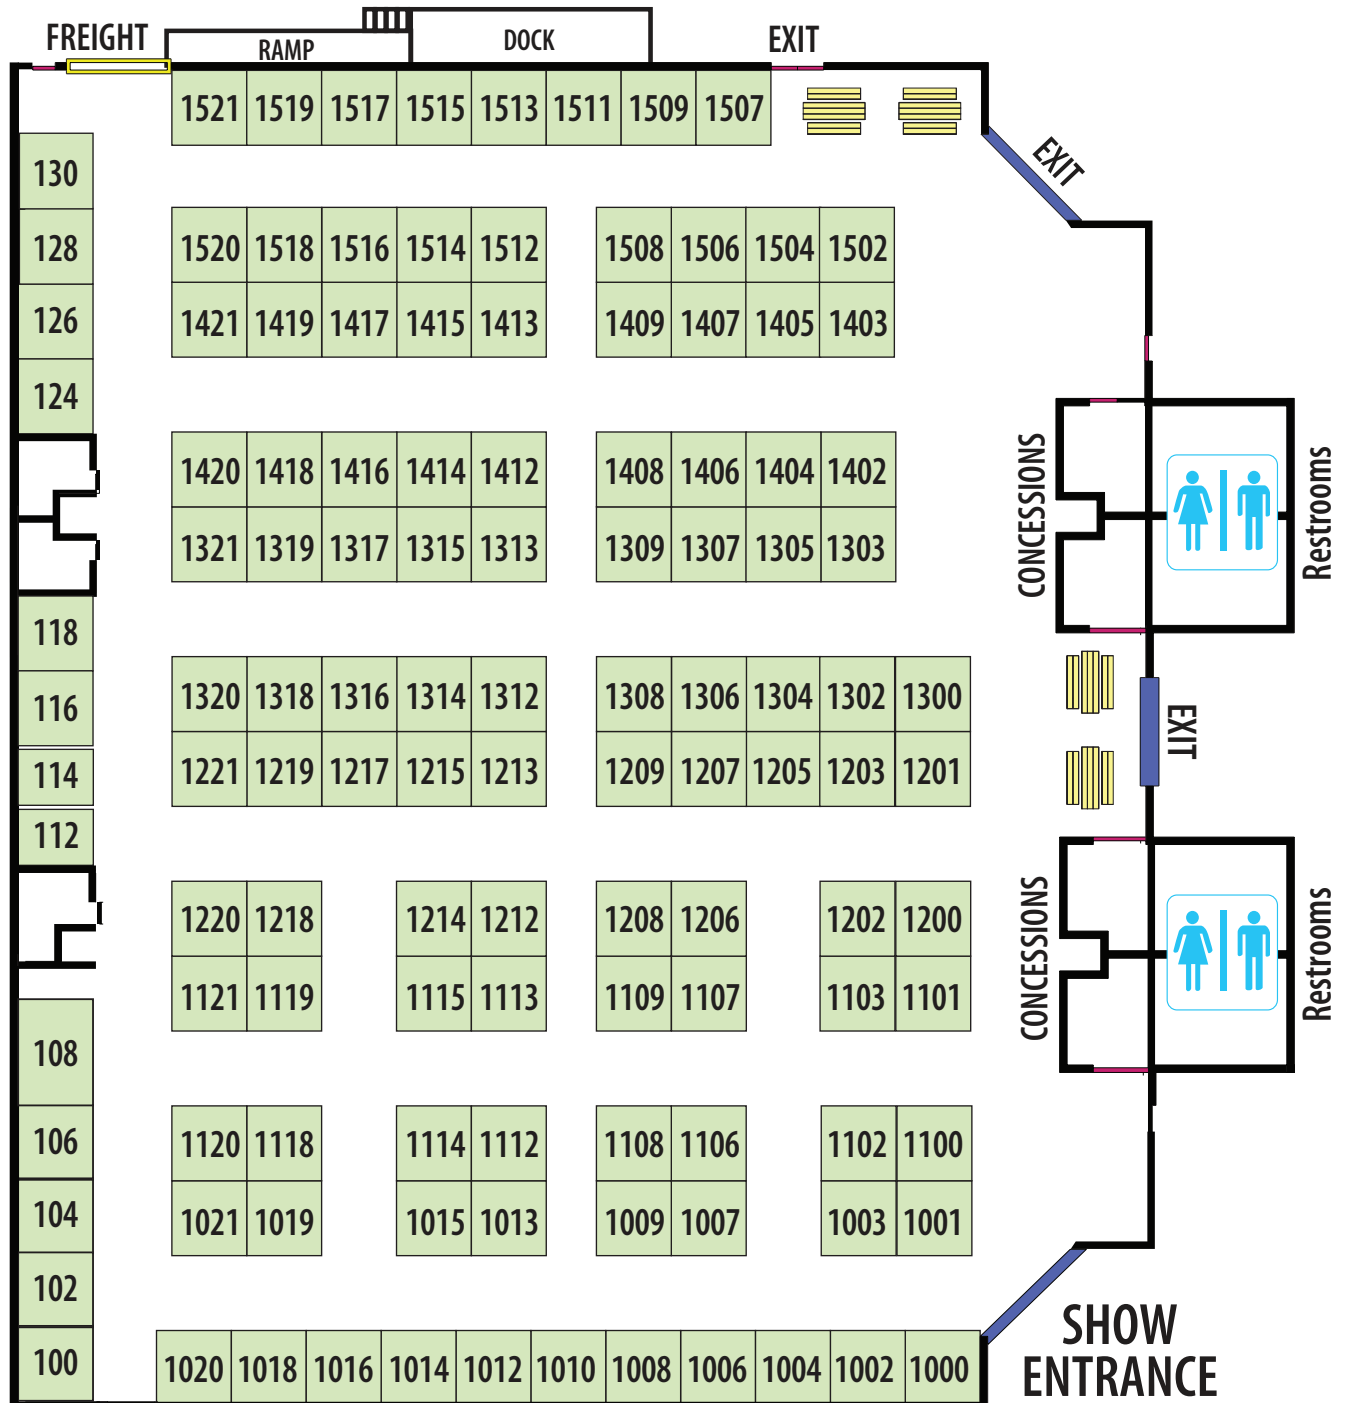 FREIGHT
RAMP
DOCK
EXIT
1521 1519 1517 1515 1513 1511 1509 1507
EXIT
130
128
126
124
1520 1518 1516 1514 1512 1508 1506 1504 1502
1421 1419 1417 1415 1413 1409 1407 1405 1403
1420 1418 1416 1414 1412 1408 1406 1404 1402
1321 1319 1317 1315 1313 1309 1307 1305 1303
CONCESSIONS
Restrooms
118
116
114
112
1320 1318 1316 1314 1312 1308 1306 1304 1302 1300
1221 1219 1217 1215 1213 1209 1207 1205 1203 1201
EXIT
1220 1218 1214 1212 1208 1206 1202 1200
1121 1119 1115 1113 1109 1107 1103 1101
CONCESSIONS
Restrooms
108
106
104
102
100
1120 1118 1114 1112 1108 1106 1102 1100
1021 1019 1015 1013 1009 1007 1003 1001
1020 1018 1016 1014 1012 1010 1008 1006 1004 1002 1000
SHOW
ENTRANCE